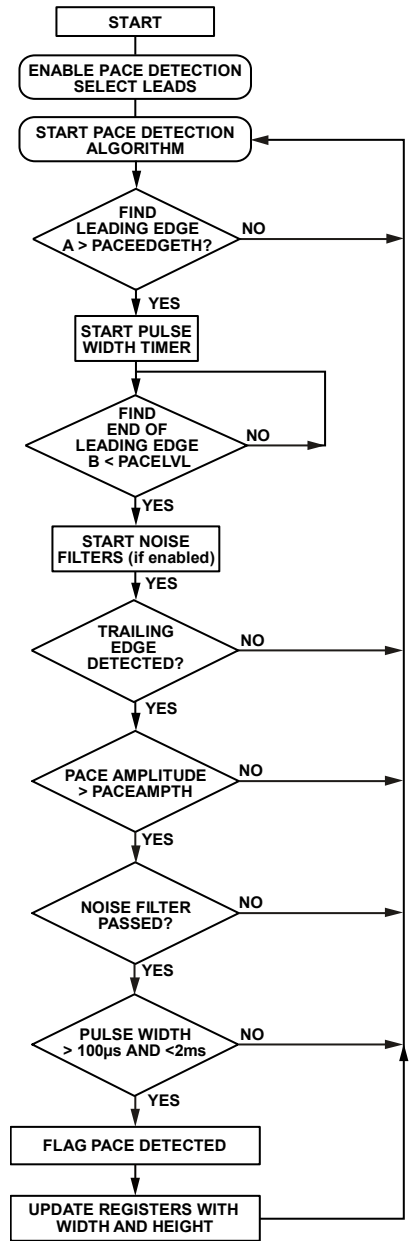 START
ENABLE PACE DETECTION
SELECT LEADS
START PACE DETECTION
ALGORITHM
FIND
LEADING EDGE
A > PACEEDGETH?
NO
YES
START PULSE
WIDTH TIMER
FIND
END OF
LEADING EDGE
B < PACELVL
NO
YES
START NOISE
FILTERS (if enabled)
YES
TRAILING
EDGE
DETECTED?
NO
YES
PACE AMPLITUDE
> PACEAMPTH
NO
YES
NOISE FILTER
PASSED?
NO
YES
PULSE WIDTH
> 100µs AND <2ms
NO
YES
FLAG PACE DETECTED
UPDATE REGISTERS WITH
WIDTH AND HEIGHT